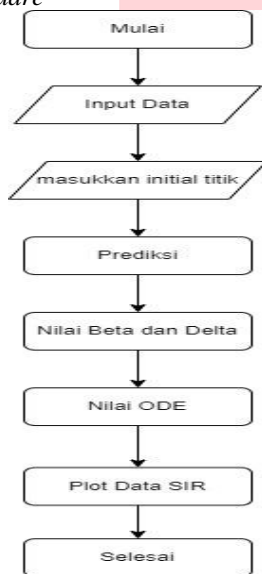 Mulai
Input Data
masukkan initial titik
Prediksi
Nilai Beta dan Delta
Nilai ODE
Plot Data SIR
Selesai